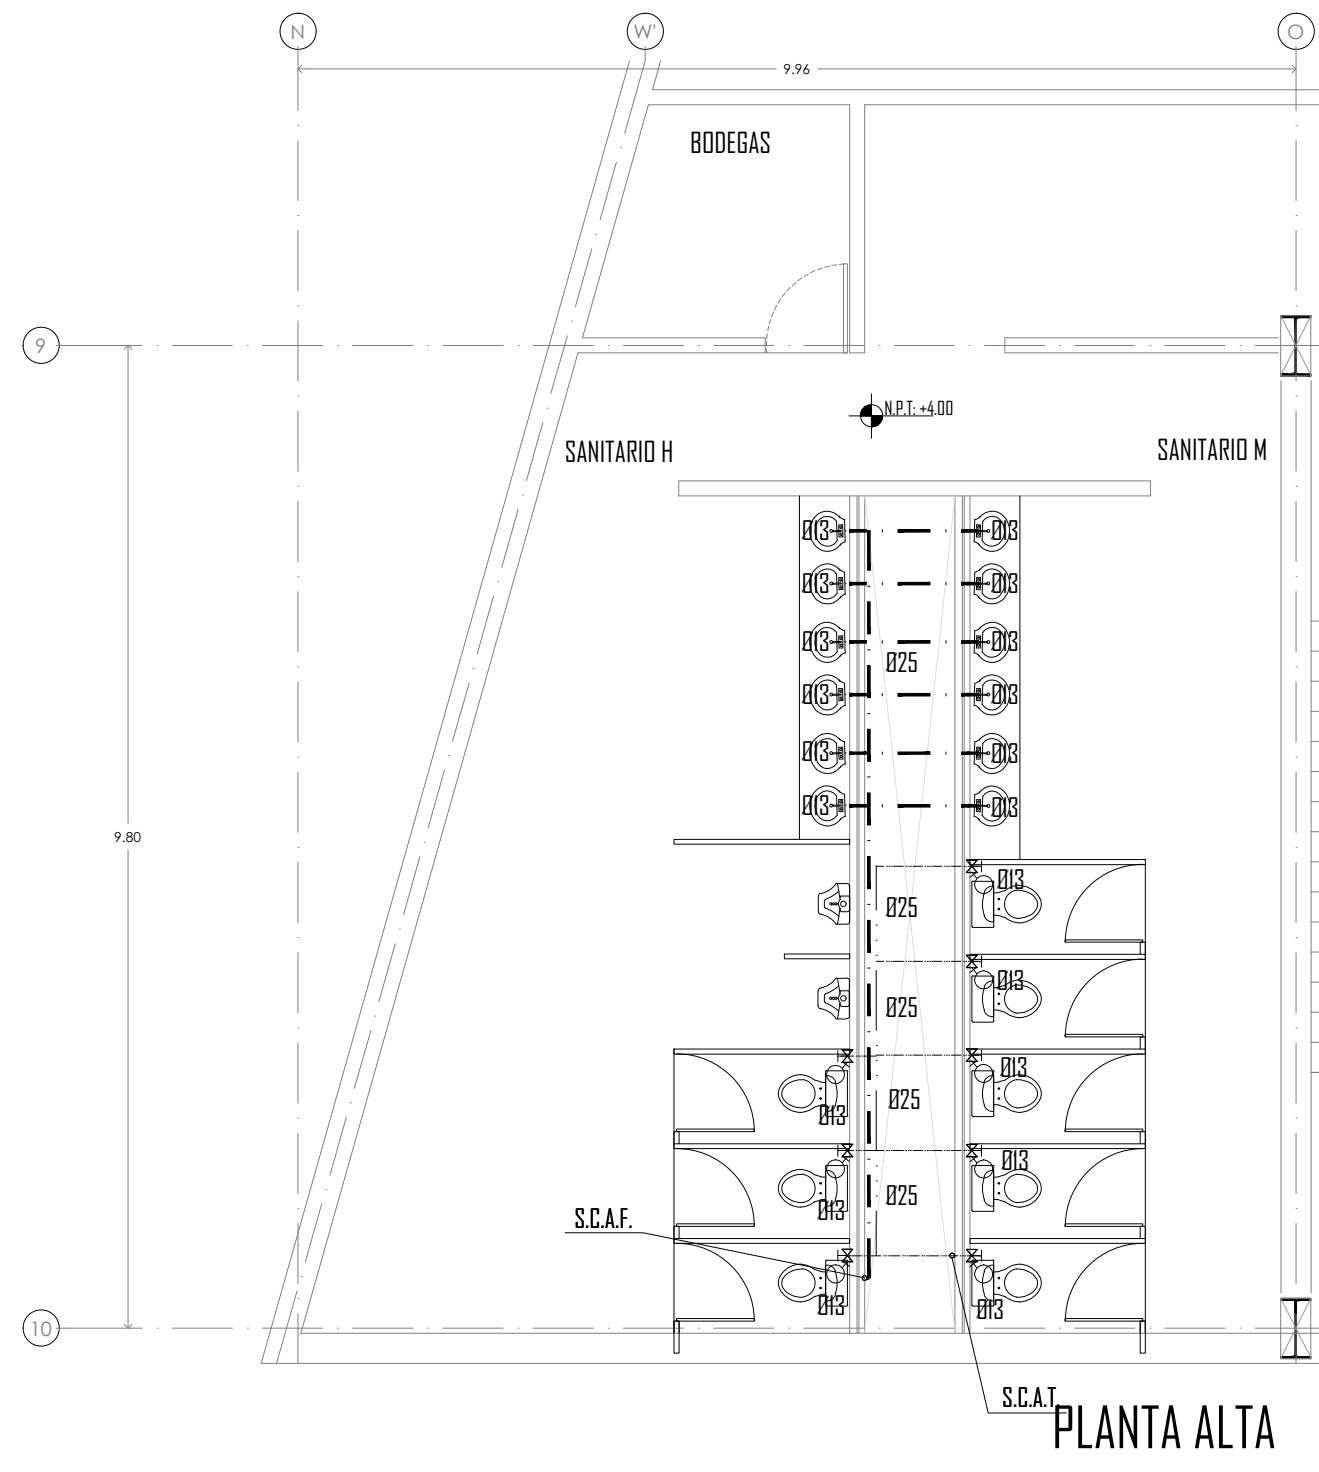 N W' O
9.96
BODEGAS
9
N.P.T: +4.00
SANITARIO H SANITARIO M
Ø13 Ø13
Ø13 Ø13
Ø13 Ø13
Ø25
Ø13 Ø13
Ø13 Ø13
Ø13 Ø13
9.80
Ø13
Ø25
Ø13
Ø25
Ø13
Ø25
Ø13
Ø13
Ø25
Ø13
S.C.A.F.
Ø13 Ø13
10
S.C.A.T.
PLANTA ALTA